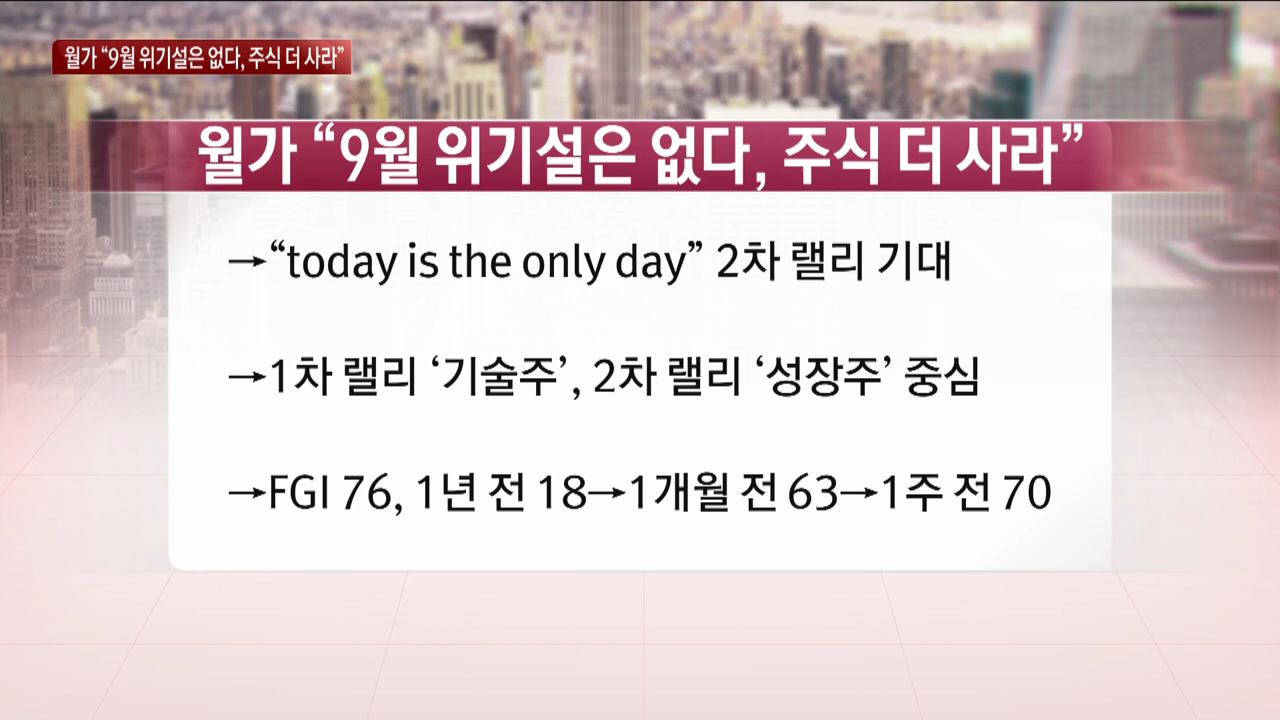 월가 “9월 위기설은 없다, 주식 더 사라”
월가 “9월 위기설은 없다, 주식 더 사라”
→“today is the only day” 2차 랠리 기대
→1차 랠리 ‘기술주’, 2차 랠리 ‘성장주’ 중심
→FGI 76, 1년 전 18→1개월 전 63→1주 전 70